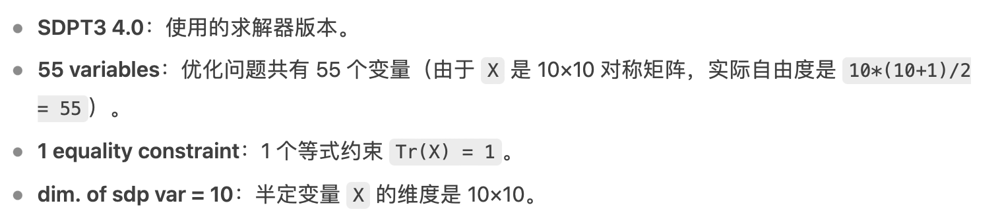 • SDPT3 4.0：使用的求解器版本。
• 55 variables：优化问题共有 55 个变量（由于 X 是 10×10 对称矩阵，实际自由度是 10*(10+1)/2
= 55）。
• 1 equality constraint：1 个等式约束 Tr(X) = 1。
• dim. of sdp var = 10：半定变量 X 的维度是 10×10。